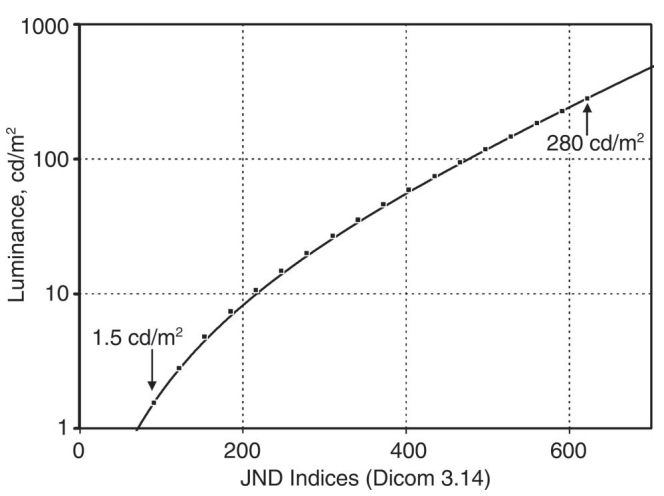 1000
100
10
1
Luminance, cd/m²
1.5 cd/m²
280 cd/m²
0
200
400
600
JND Indices (Dicom 3.14)